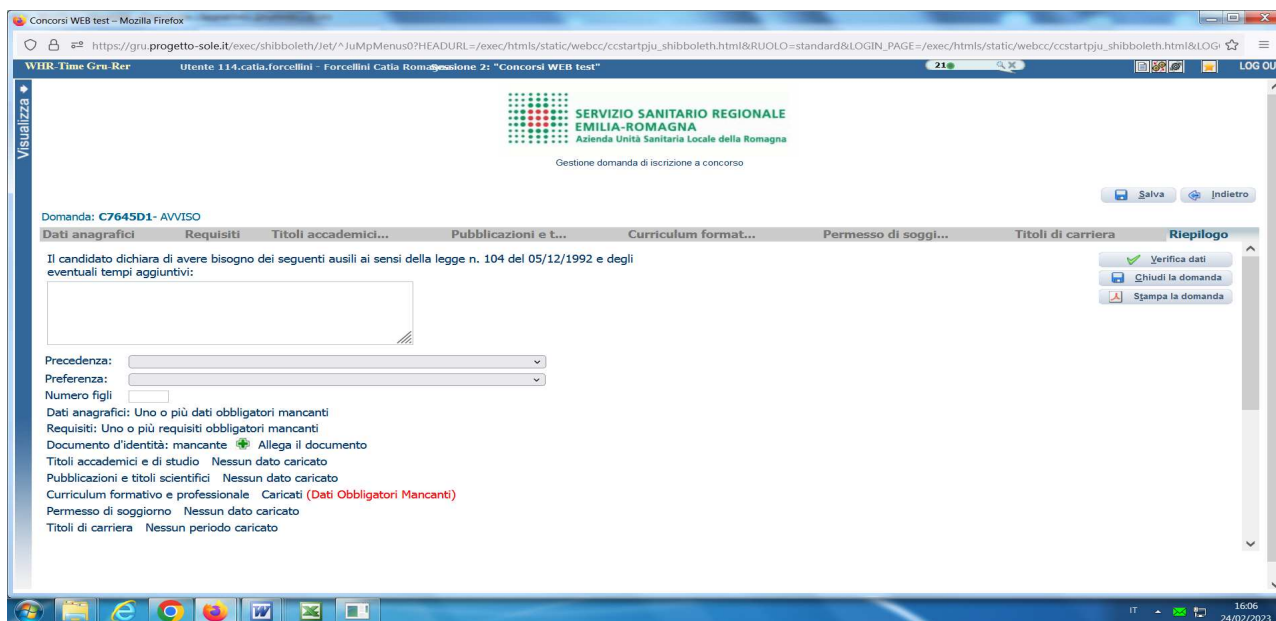 Concorsi WEB test – Mozilla Firefox
https://gru.progetto-sole.it/exec/shibboleth/Jet/^JuMpMenus0?HEADURL=/exec/htmls/static/webcc/ccstartpju_shibboleth.html&RUOLO=standard&LOGIN_PAGE=/exec/htmls/static/webcc/ccstartpju_shibboleth.html&LOG
WHR-Time Gru-Rer Utente 114.catia.forcellini - Forcellini Catia 2: "Concorsi WEB test" 21 LOG OU
Visualizza
SERVIZIO SANITARIO REGIONALE
EMILIA-ROMAGNA
Azienda Unità Sanitaria Locale della Romagna
Gestione domanda di iscrizione a concorso
Salva Indietro
Domanda: C7645D1- AVVISO
Dati anagrafici Requisiti Titoli accademici... Pubblicazioni e t... Curriculum format... Permesso di soggi... Titoli di carriera Riepilogo
Il candidato dichiara di avere bisogno dei seguenti ausili ai sensi della legge n. 104 del 05/12/1992 e degli
eventuali tempi aggiuntivi:
Verifica dati
Chiudi la domanda
Stampa la domanda
Precedenza:
Preferenza:
Numero figli
Dati anagrafici: Uno o più dati obbligatori mancanti
Requisiti: Uno o più requisiti obbligatori mancanti
Documento d'identità: mancante Allega il documento
Titoli accademici e di studio Nessun dato caricato
Pubblicazioni e titoli scientifici Nessun dato caricato
Curriculum formativo e professionale Caricati (Dati Obbligatori Mancanti)
Permesso di soggiorno Nessun dato caricato
Titoli di carriera Nessun periodo caricato
IT 16:06
24/02/2023